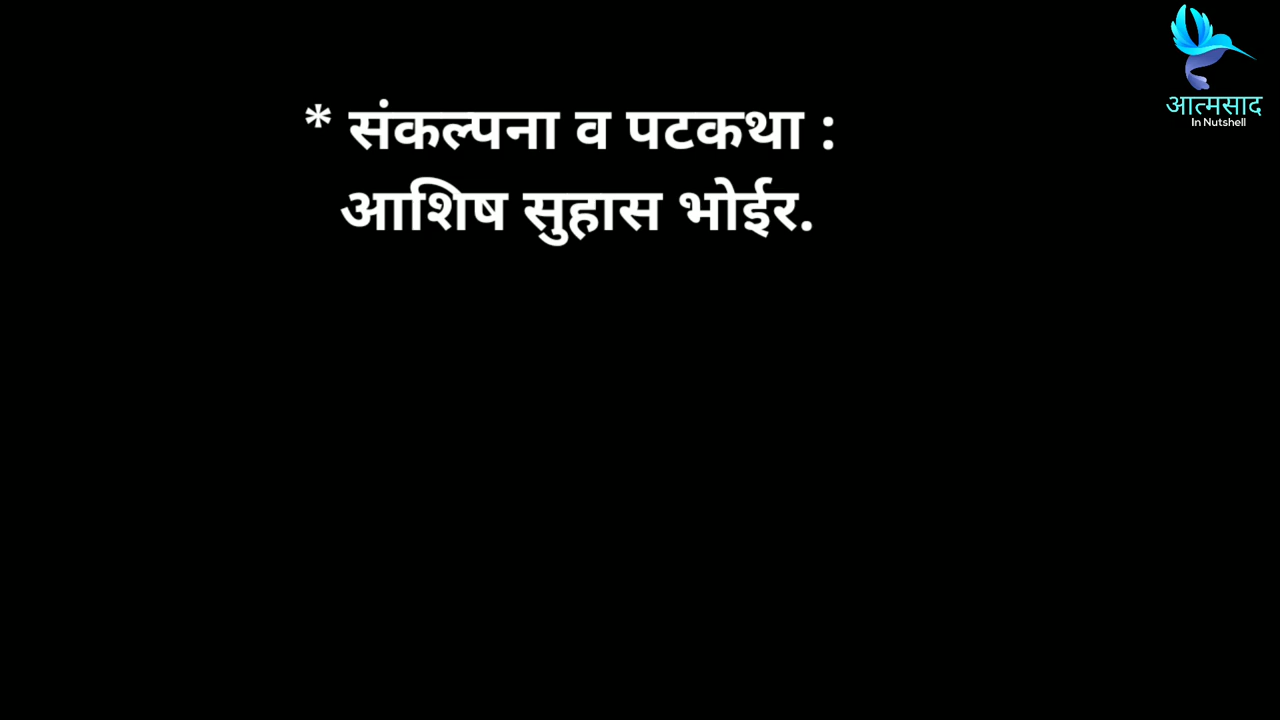 * संकल्पना व पटकथा :
आशिष सुहास भोईर.
आत्मसाद
In Nutshell